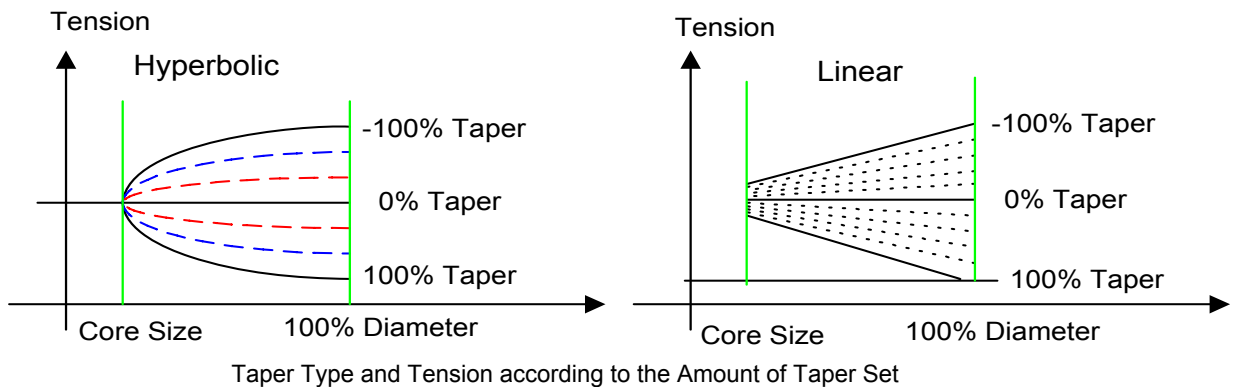 Tension
Hyperbolic
-100% Taper
0% Taper
100% Taper
Core Size
100% Diameter
Tension
Linear
-100% Taper
0% Taper
100% Taper
Core Size
100% Diameter
Taper Type and Tension according to the Amount of Taper Set